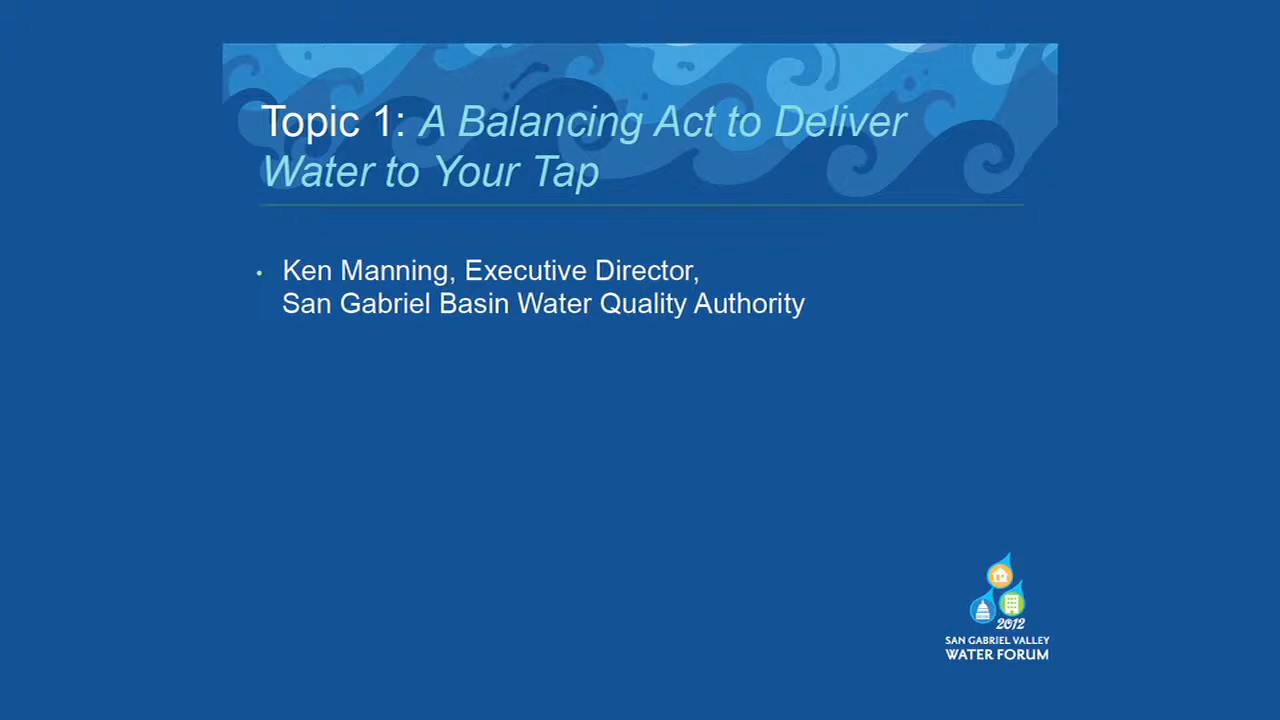 Topic 1: A Balancing Act to Deliver
Water to Your Tap
• Ken Manning, Executive Director,
San Gabriel Basin Water Quality Authority
2012
SAN GABRIEL VALLEY
WATER FORUM